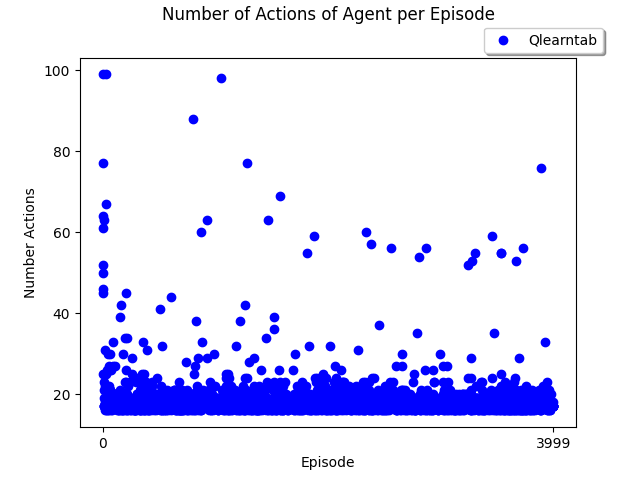 Number of Actions of Agent per Episode
Qlearntab
100
80
60
40
20
Number Actions
0
3999
Episode